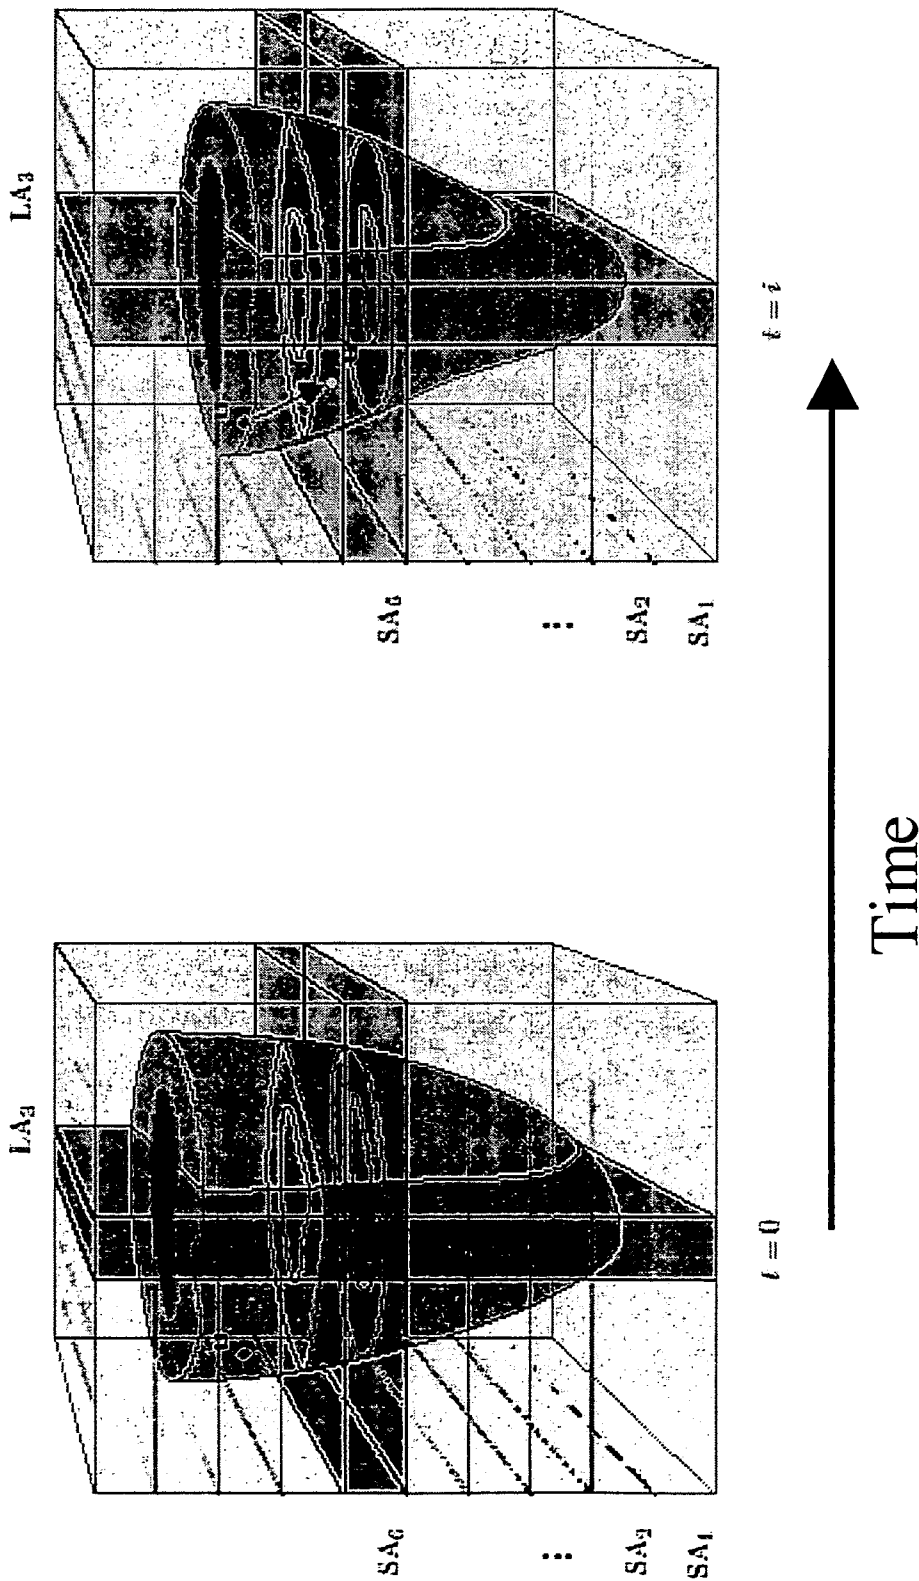 LA₃
SA₆
⋮
SA₂
SA₁
t = 0
LA₃
SA₆
⋮
SA₂
SA₁
t = i
Time